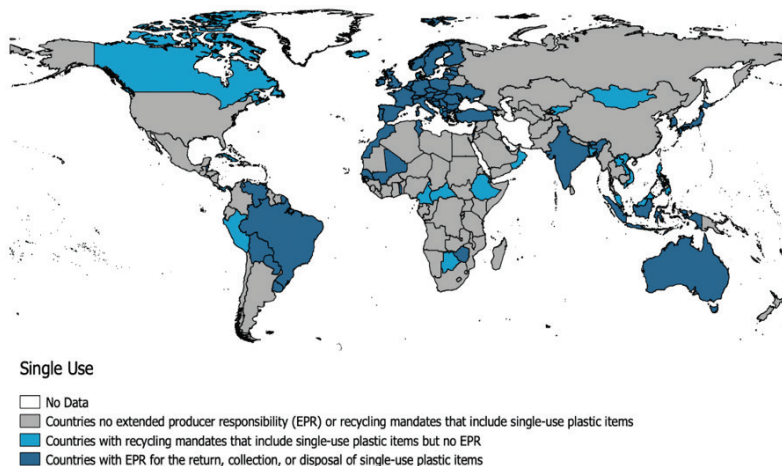 Single Use
No Data
Countries no extended producer responsibility (EPR) or recycling mandates that include single-use plastic items
Countries with recycling mandates that include single-use plastic items but no EPR
Countries with EPR for the return, collection, or disposal of single-use plastic items